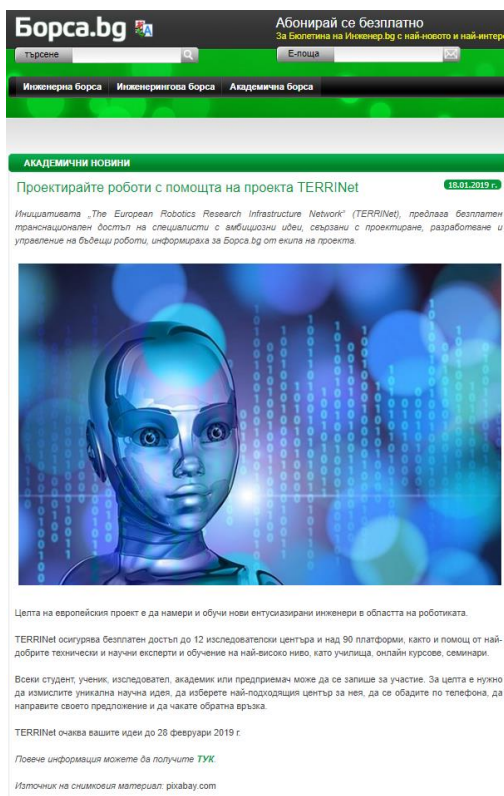 Борса.bg
Абонирай се безплатно
За Бюлетина на Инженер.bg с най-новото и най-интере
търсене
Е-поща
Инженерна борса Инженерингова борса Академична борса
АКАДЕМИЧНИ НОВИНИ
Проектирайте роботи с помощта на проекта TERRINet
18.01.2019 г.
Инициативата „The European Robotics Research Infrastructure Network“ (TERRINet), предлага безплатен
транснационален достъп на специалисти с амбициозни идеи, свързани с проектиране, разработване и
управление на бъдещи роботи, информираха за Борса.bg от екипа на проекта.
Целта на европейския проект е да намери и обучи нови ентусиазирани инженери в областта на роботиката.
TERRINet осигурява безплатен достъп до 12 изследователски центъра и над 90 платформи, както и помощ от най-
добрите технически и научни експерти и обучение на най-високо ниво, като училища, онлайн курсове, семинари.
Всеки студент, ученик, изследовател, академик или предприемач може да се запише за участие. За целта е нужно
да измислите уникална научна идея, да изберете най-подходящия център за нея, да се обадите по телефона, да
направите своето предложение и да чакате обратна връзка.
TERRINet очаква вашите идеи до 28 февруари 2019 г.
Повече информация можете да получите ТУК.
Източник на снимковия материал: pixabay.com